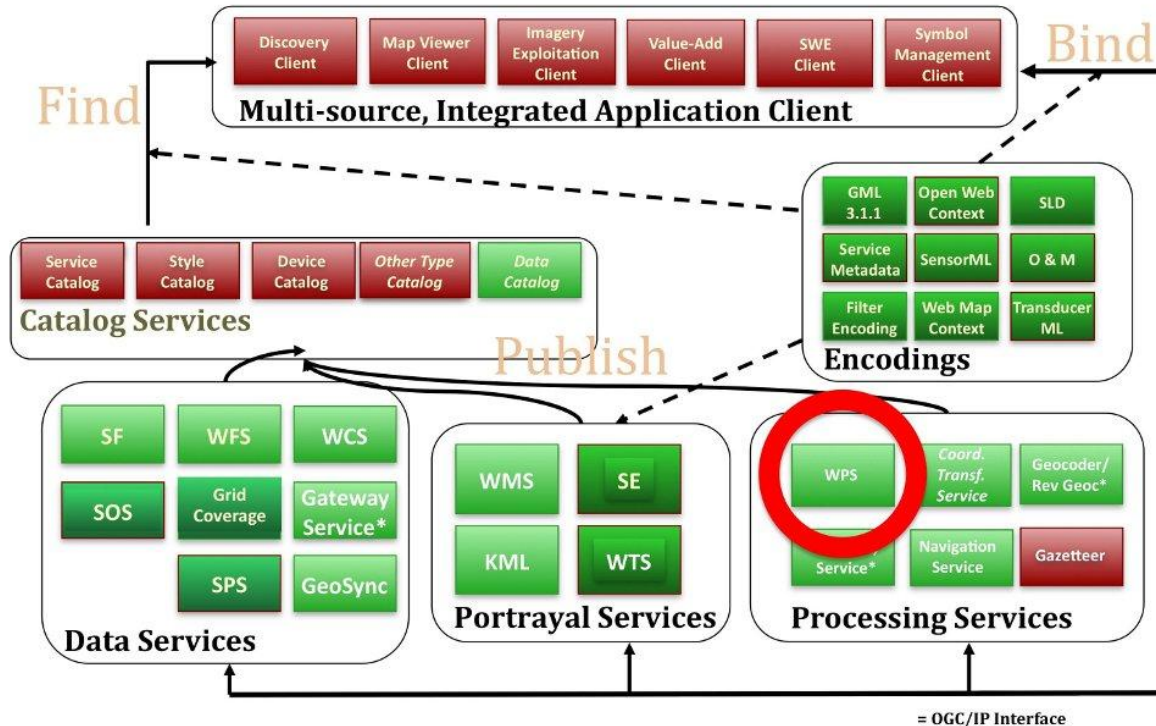 Discovery
Client
Map Viewer
Client
Imagery
Exploitation
Client
Value-Add
Client
SWE
Client
Symbol
Management
Client
Multi-source, Integrated Application Client
Find
Bind
GML
3.1.1
Open Web
Context
SLD
Service
Metadata
SensorML
O & M
Filter
Encoding
Web Map
Context
Transducer
ML
Encodings
Service
Catalog
Style
Catalog
Device
Catalog
Other Type
Catalog
Data
Catalog
Catalog Services
Publish
SF
WFS
WCS
SOS
Grid
Coverage
Gateway
Service*
SPS
GeoSync
Data Services
WMS
SE
KML
WTS
Portrayal Services
WPS
Coord.
Transf.
Service
Geocoder/
Rev Geoc*
Service*
Navigation
Service
Gazetteer
Processing Services
= OGC/IP Interface